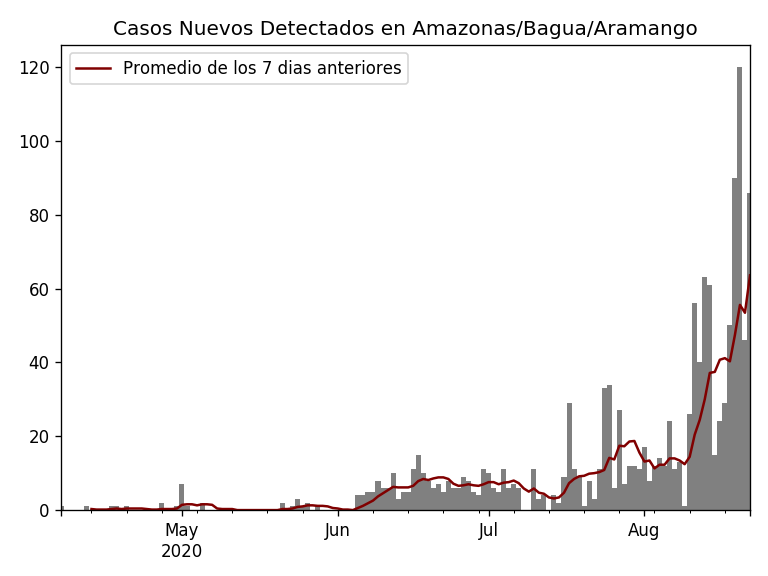 Casos Nuevos Detectados en Amazonas/Bagua/Aramango
Promedio de los 7 dias anteriores
120
100
80
60
40
20
0
May
2020
Jun
Jul
Aug